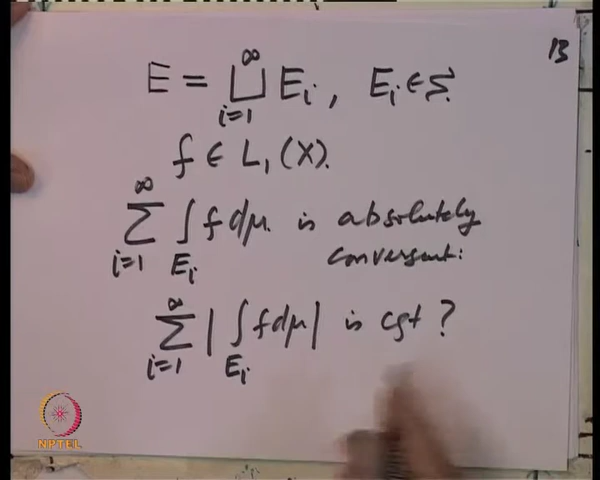 13
E = ⨆_{i=1}^{∞} E_i , E_i ∈ S.
f ∈ L_1(X).
∑_{i=1}^{∞} ∫_{E_i} f dμ is absolutely
convergent:
∑_{i=1}^{∞} | ∫_{E_i} f dμ | is cgt ?
NPTEL